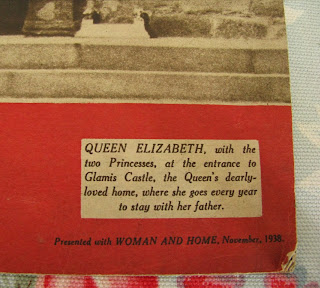 QUEEN ELIZABETH, with the
two Princesses, at the entrance to
Glamis Castle, the Queen's dearly-
loved home, where she goes every year
to stay with her father.
Presented with WOMAN AND HOME, November, 1938.